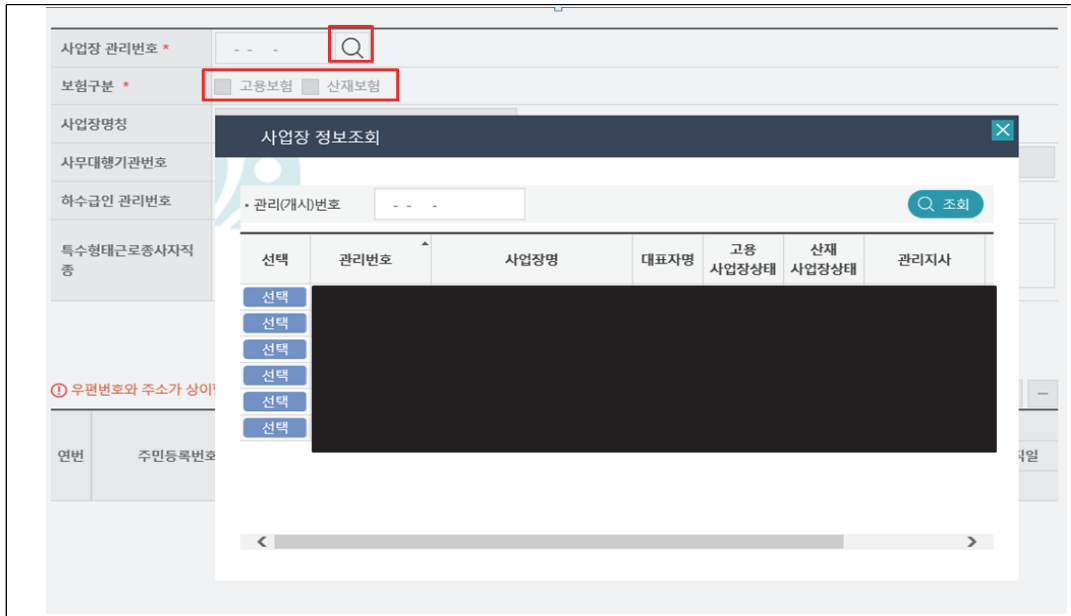 사업장 관리번호 *
- - -
보험구분 *
고용보험 산재보험
사업장명칭
사무대행기관번호
하수급인 관리번호
특수형태근로종사자직
종
사업장 정보조회
• 관리(개시)번호
- - -
조회
선택 관리번호 사업장명 대표자명 고용 사업장상태 산재 사업장상태 관리지사
선택
선택
선택
선택
선택
선택
우편번호와 주소가 상이
연번 주민등록번호
직일